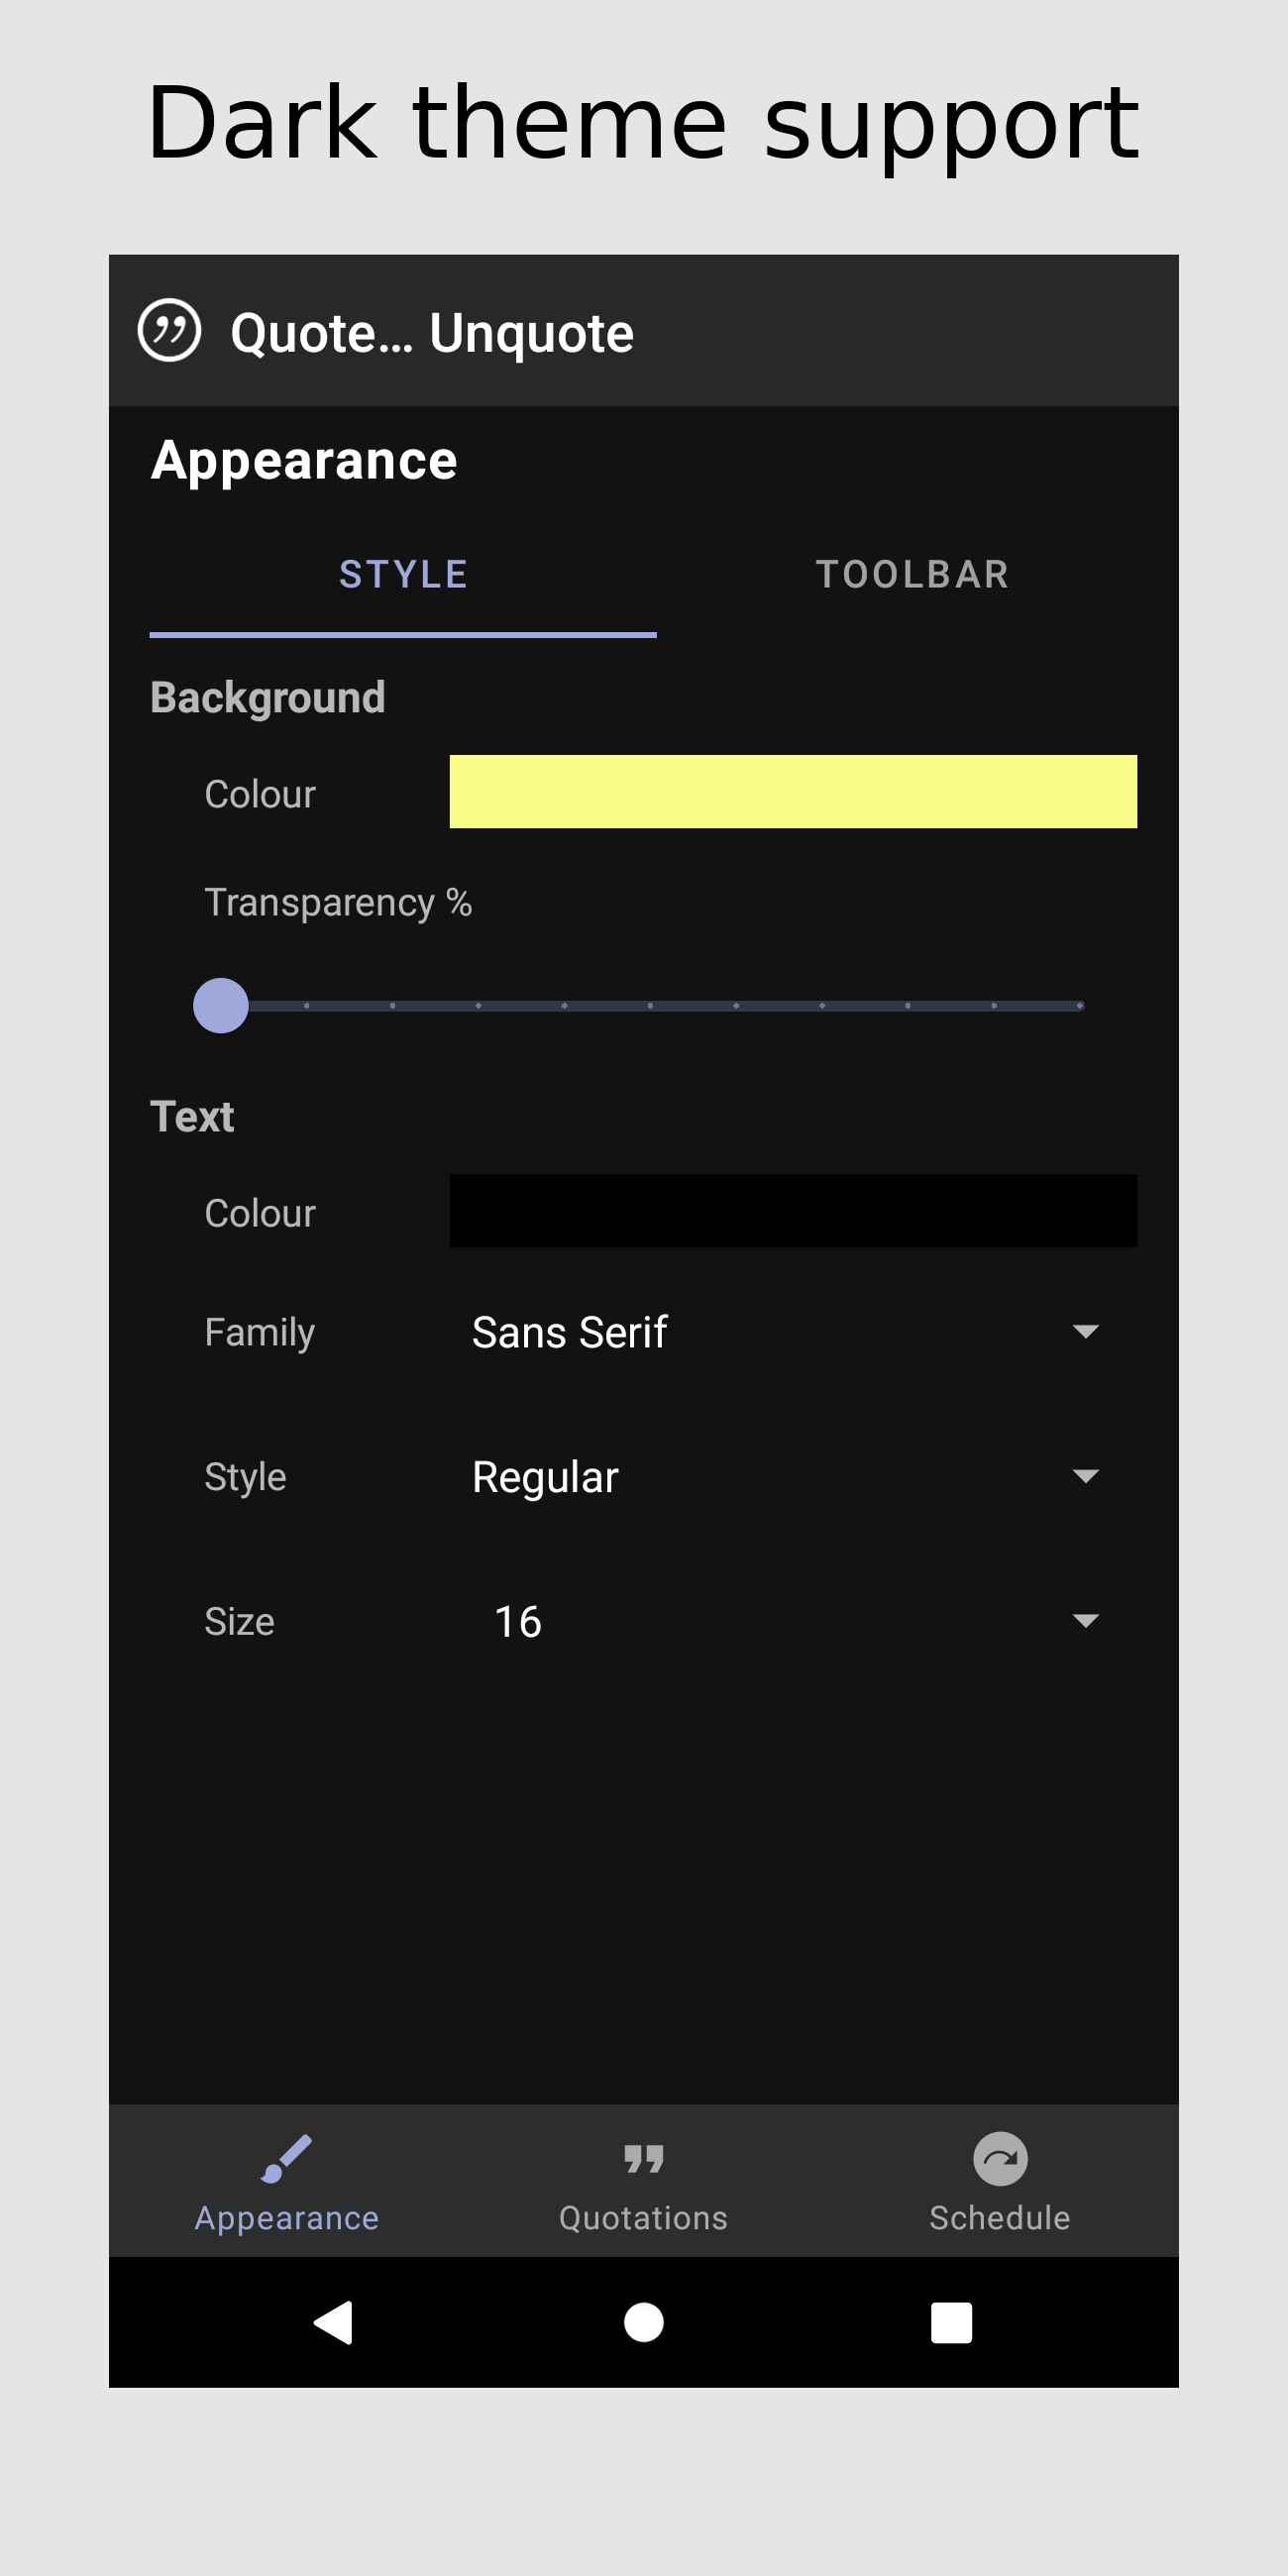 Dark theme support
Quote... Unquote
Appearance
STYLE TOOLBAR
Background
Colour
Transparency %
Text
Colour
Family Sans Serif
Style Regular
Size 16
Appearance Quotations Schedule